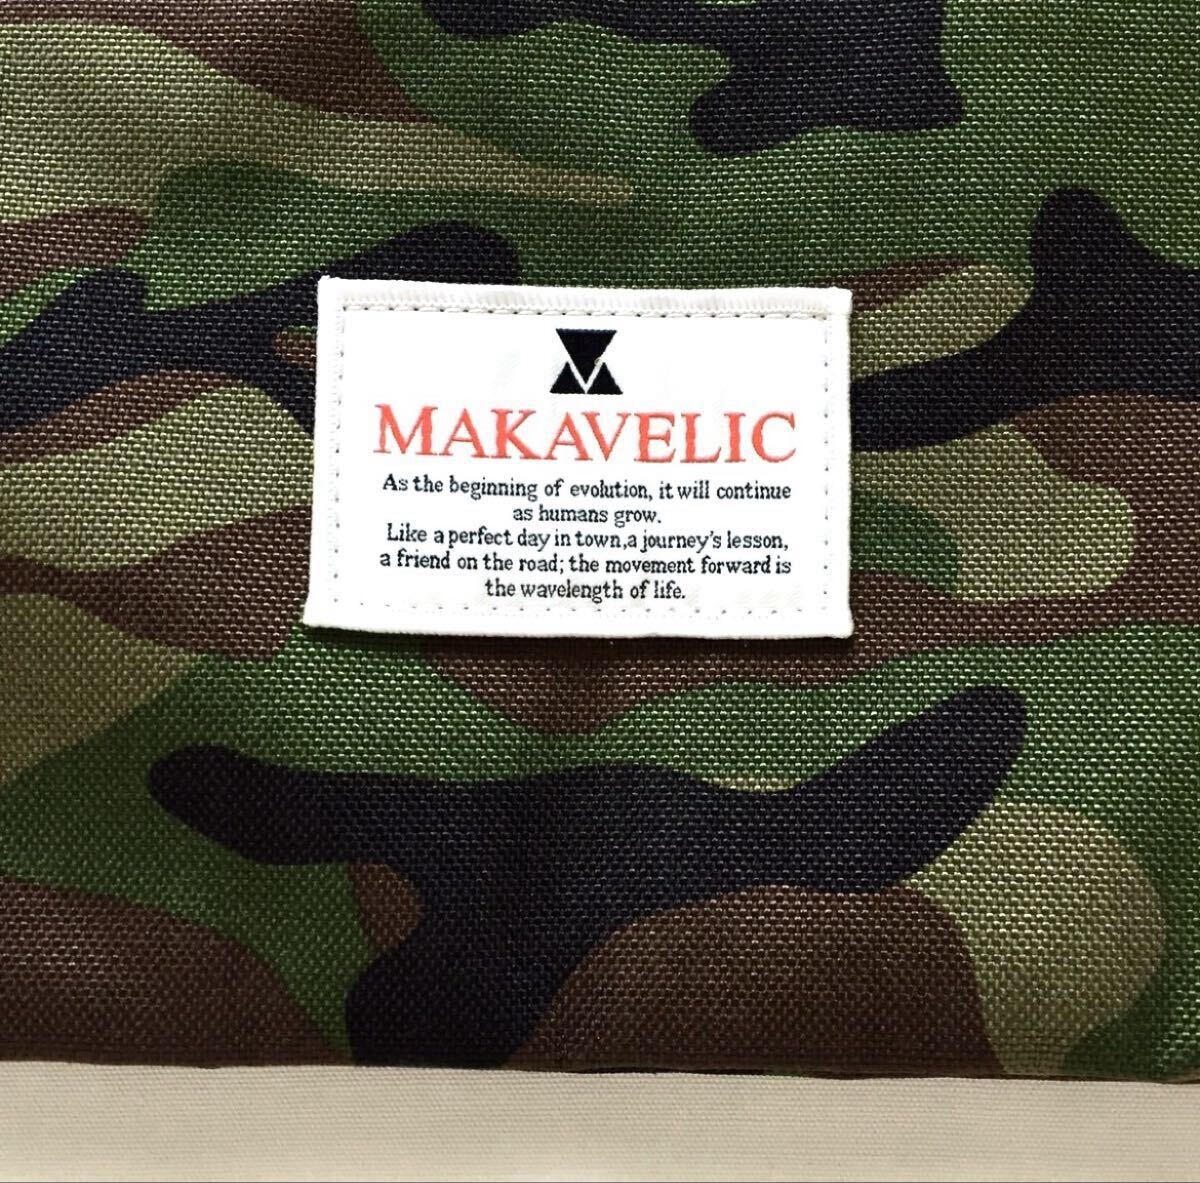 MAKAVELIC
As the beginning of evolution, it will continue
as humans grow.
Like a perfect day in town,a journey's lesson,
a friend on the road; the movement forward is
the wavelength of life.